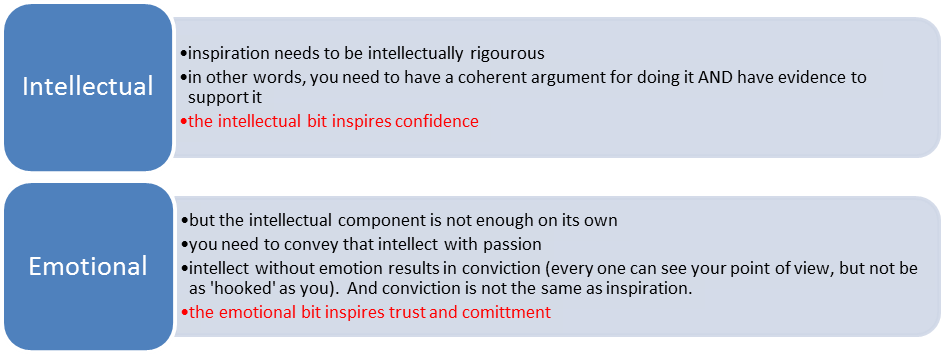 Intellectual
•inspiration needs to be intellectually rigourous
•in other words, you need to have a coherent argument for doing it AND have evidence to
support it
•the intellectual bit inspires confidence
Emotional
•but the intellectual component is not enough on its own
•you need to convey that intellect with passion
•intellect without emotion results in conviction (every one can see your point of view, but not be
as 'hooked' as you).  And conviction is not the same as inspiration.
•the emotional bit inspires trust and comittment